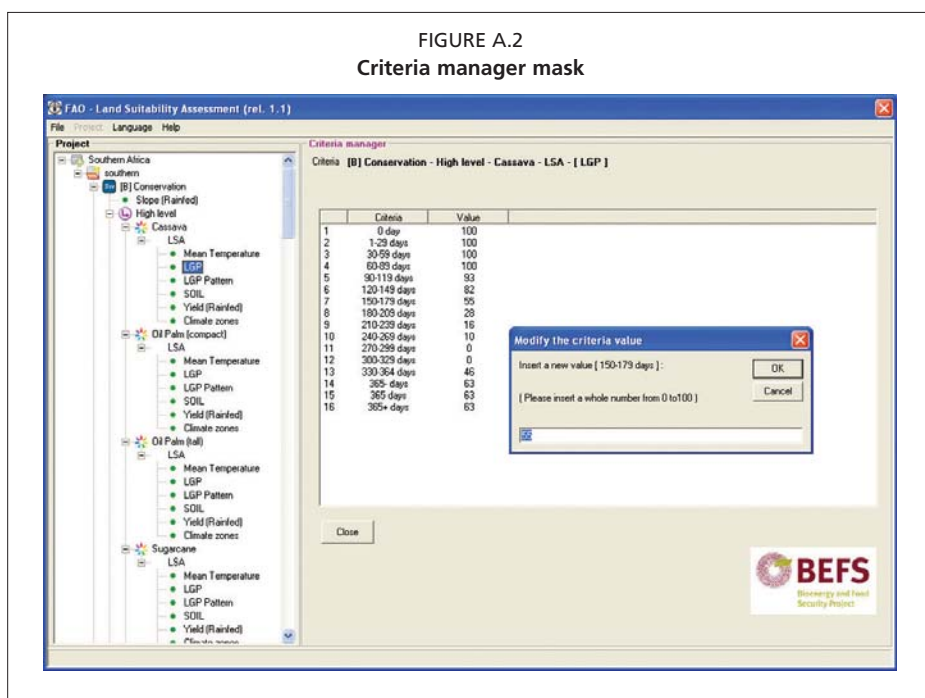 FIGURE A.2
Criteria manager mask
FAO - Land Suitability Assessment (rel. 1.1)
File Project Language Help
Project
Southern Africa
southern
[B] Conservation
Slope (Rainfed)
High level
Cassava
LSA
Mean Temperature
LGP
LGP Pattern
SOIL
Yield (Rainfed)
Climate zones
Oil Palm (compact)
LSA
Mean Temperature
LGP
LGP Pattern
SOIL
Yield (Rainfed)
Climate zones
Oil Palm (tall)
LSA
Mean Temperature
LGP
LGP Pattern
SOIL
Yield (Rainfed)
Climate zones
Sugarcane
LSA
Mean Temperature
LGP
LGP Pattern
SOIL
Yield (Rainfed)
Climate zones
Criteria manager
Criteria [B] Conservation - High level - Cassava - LSA - [ LGP ]
Criteria Value
1 0 day 100
2 1-29 days 100
3 30-59 days 100
4 60-89 days 100
5 90-119 days 93
6 120-149 days 82
7 150-179 days 55
8 180-209 days 28
9 210-239 days 16
10 240-269 days 10
11 270-299 days 0
12 300-329 days 0
13 330-364 days 46
14 365- days 63
15 365 days 63
16 365+ days 63
Modify the criteria value
Insert a new value [ 150-179 days ] :
OK
Cancel
( Please insert a whole number from 0 to100 )
55
Close
BEFS
Bioenergy and Food
Security Project